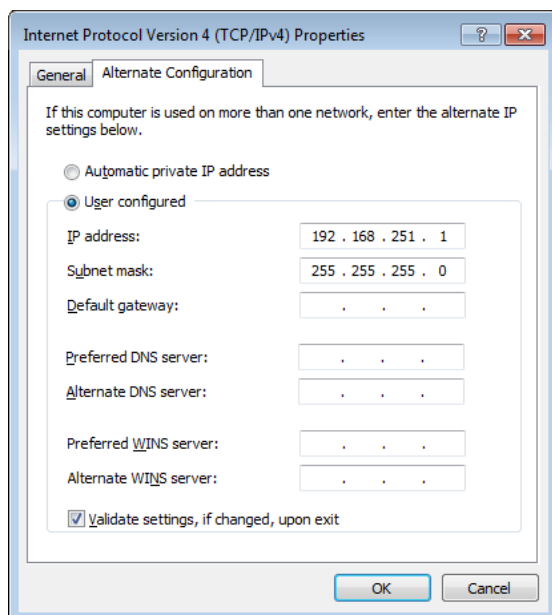 Internet Protocol Version 4 (TCP/IPv4) Properties
?
General
Alternate Configuration
If this computer is used on more than one network, enter the alternate IP
settings below.
Automatic private IP address
User configured
IP address: 192 . 168 . 251 . 1
Subnet mask: 255 . 255 . 255 . 0
Default gateway: . . .
Preferred DNS server: . . .
Alternate DNS server: . . .
Preferred WINS server: . . .
Alternate WINS server: . . .
Validate settings, if changed, upon exit
OK
Cancel